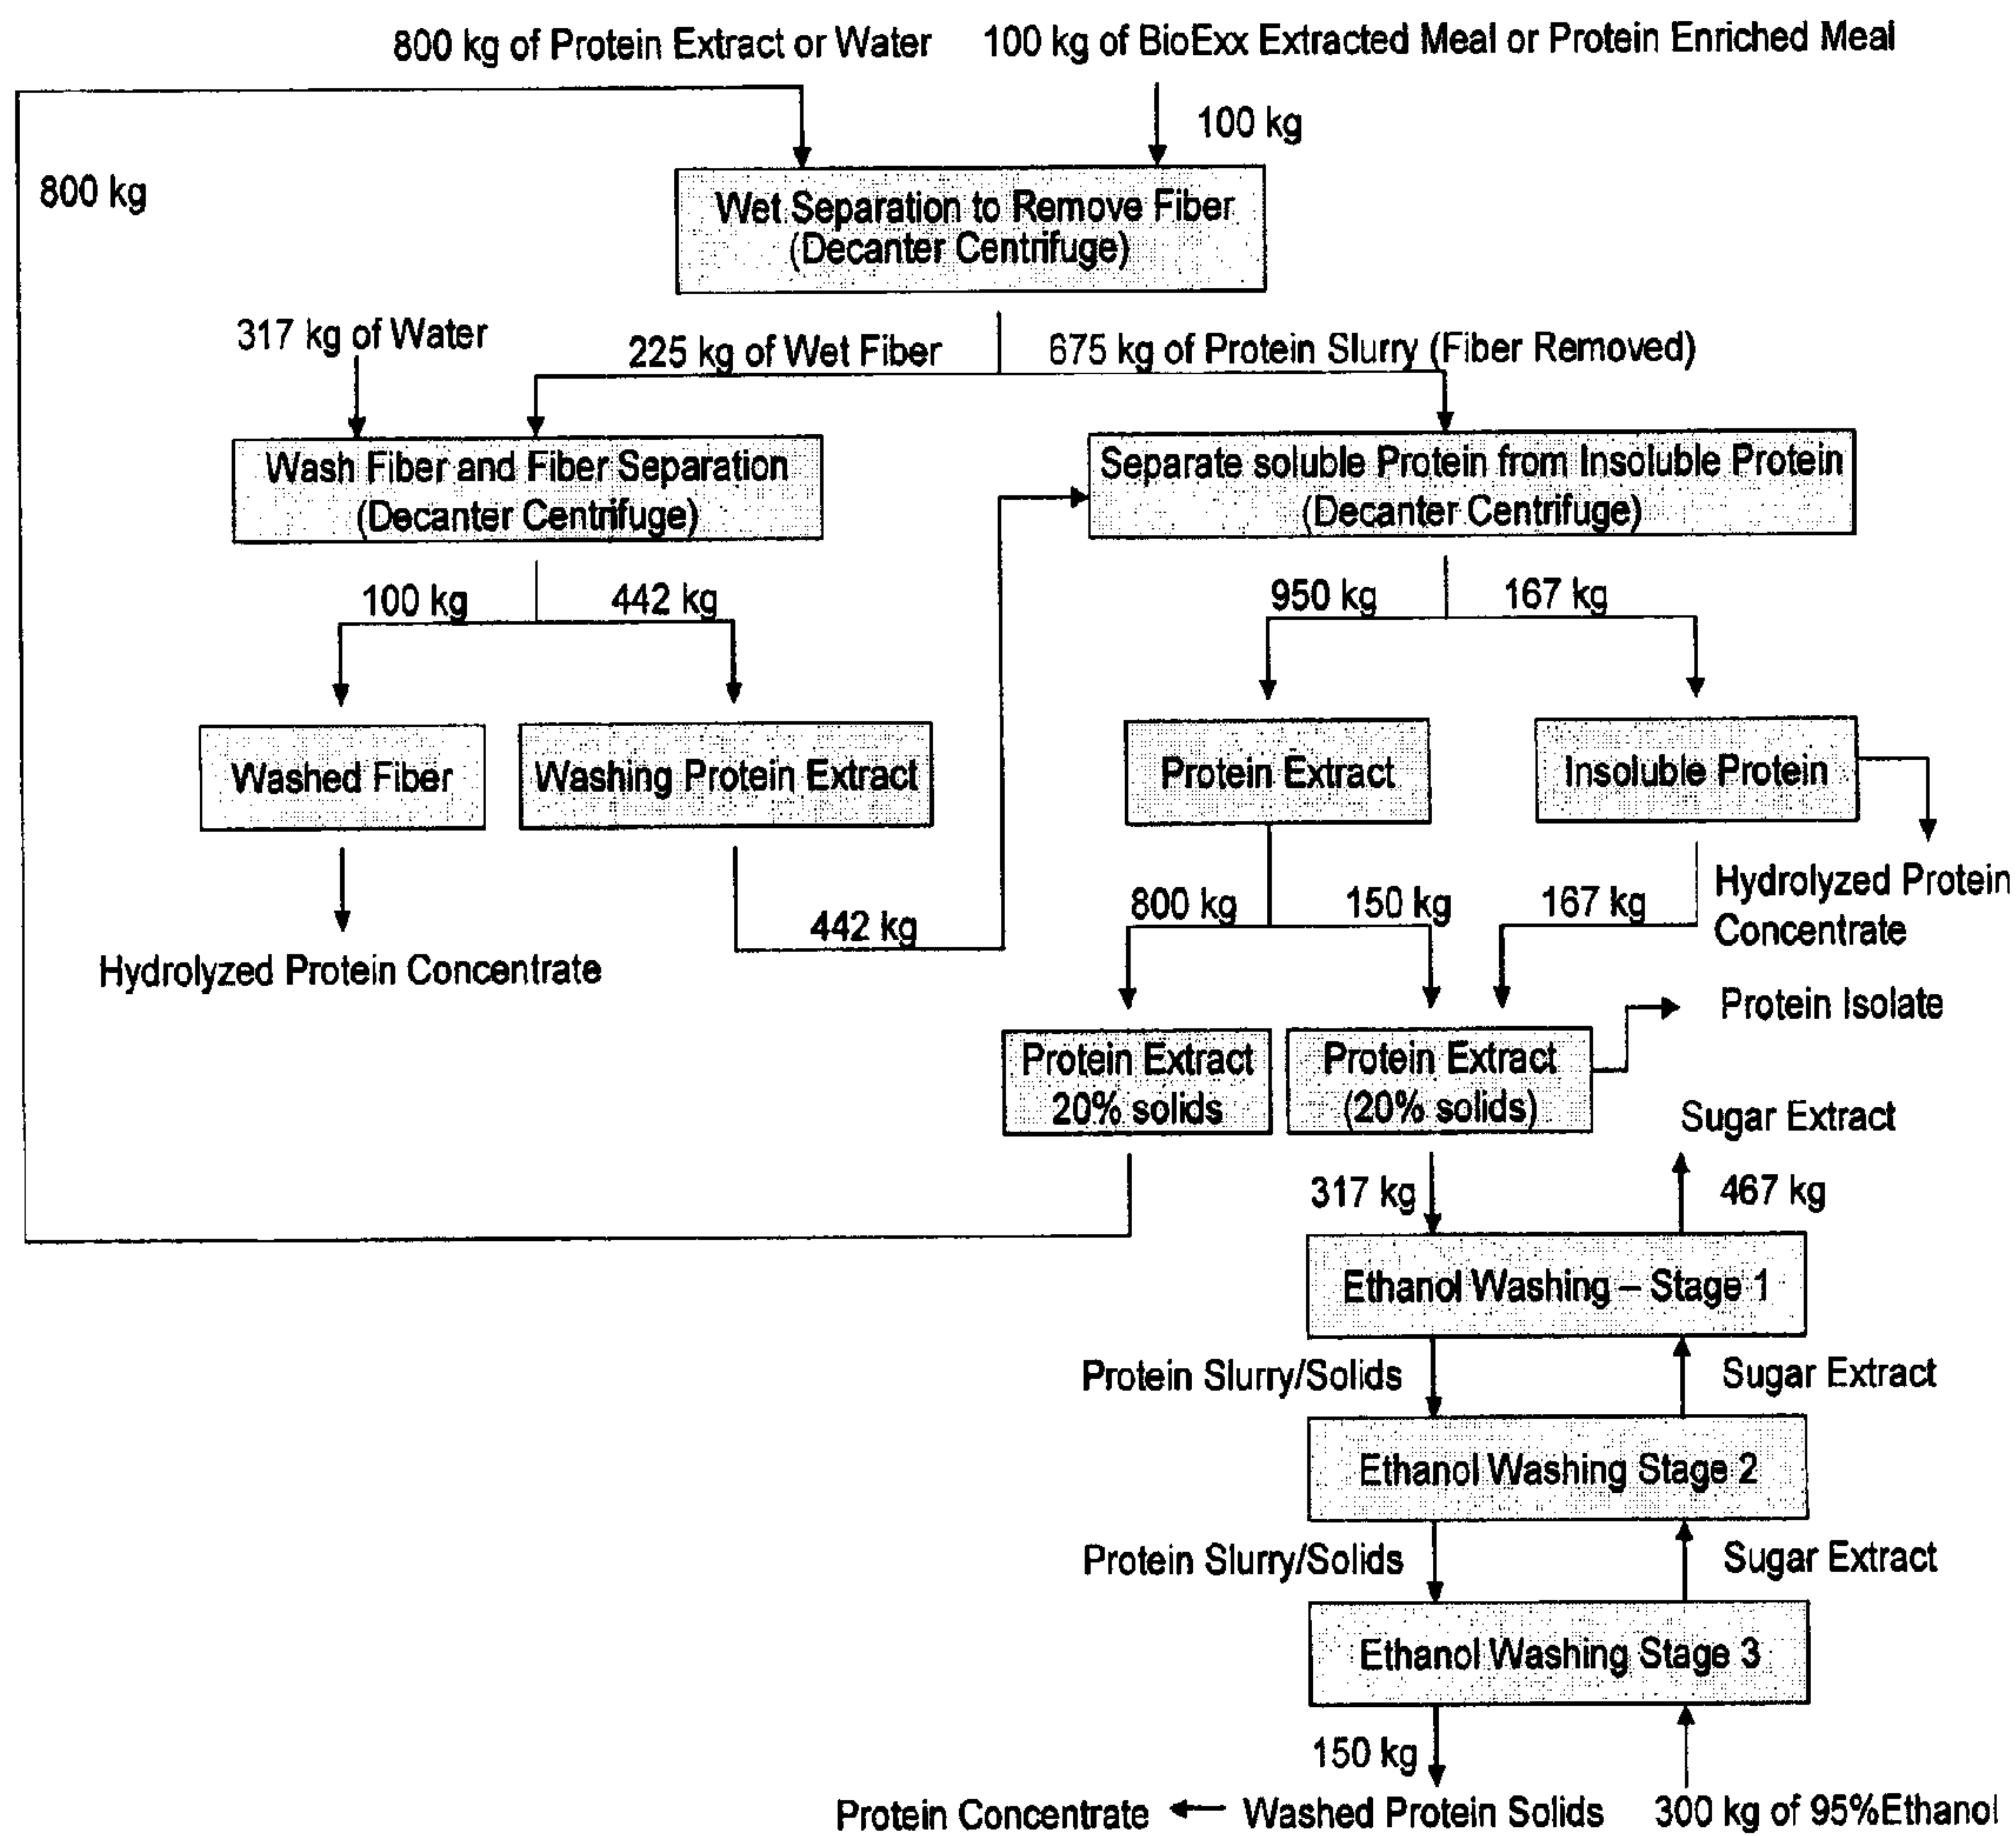 800 kg of Protein Extract or Water
100 kg of BioExx Extracted Meal or Protein Enriched Meal
100 kg
800 kg
Wet Separation to Remove Fiber
(Decanter Centrifuge)
317 kg of Water
225 kg of Wet Fiber
675 kg of Protein Slurry (Fiber Removed)
Wash Fiber and Fiber Separation
(Decanter Centrifuge)
Separate soluble Protein from Insoluble Protein
(Decanter Centrifuge)
100 kg
442 kg
950 kg
167 kg
Washed Fiber
Washing Protein Extract
Protein Extract
Insoluble Protein
Hydrolyzed Protein
Concentrate
800 kg
150 kg
167 kg
442 kg
Hydrolyzed Protein Concentrate
Protein Isolate
Protein Extract
20% solids
Protein Extract
(20% solids)
Sugar Extract
317 kg
467 kg
Ethanol Washing – Stage 1
Protein Slurry/Solids
Sugar Extract
Ethanol Washing Stage 2
Protein Slurry/Solids
Sugar Extract
Ethanol Washing Stage 3
150 kg
Protein Concentrate
Washed Protein Solids
300 kg of 95%Ethanol